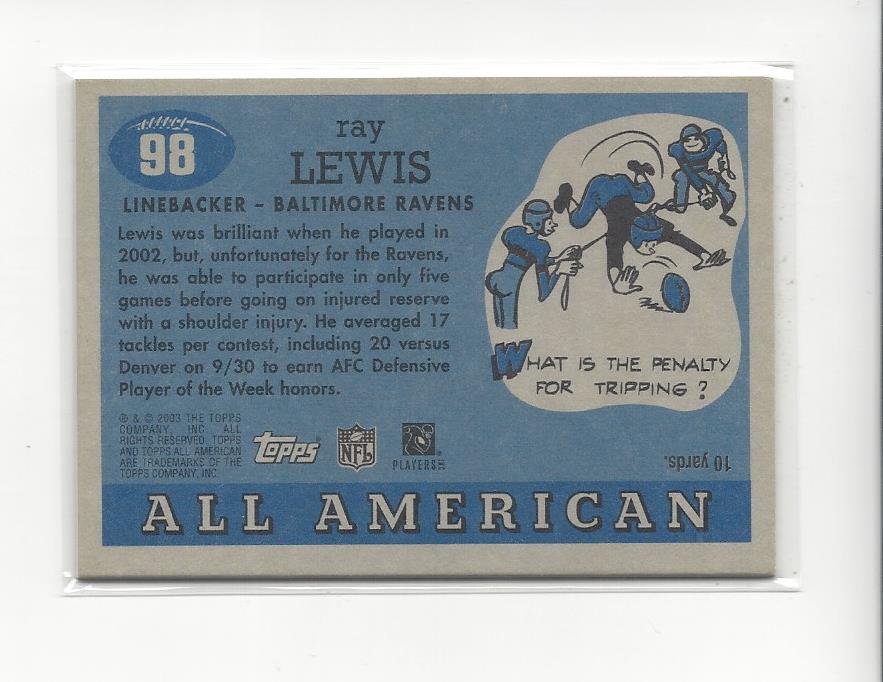 98
ray
LEWIS
LINEBACKER – BALTIMORE RAVENS
Lewis was brilliant when he played in
2002, but, unfortunately for the Ravens,
he was able to participate in only five
games before going on injured reserve
with a shoulder injury. He averaged 17
tackles per contest, including 20 versus
Denver on 9/30 to earn AFC Defensive
Player of the Week honors.
WHAT IS THE PENALTY
FOR TRIPPING?
10 yards.
® & © 2003 THE TOPPS
COMPANY, INC. ALL
RIGHTS RESERVED. TOPPS
AND TOPPS ALL AMERICAN
ARE TRADEMARKS OF THE
TOPPS COMPANY, INC.
topps
NFL
PLAYERS INC
ALL AMERICAN